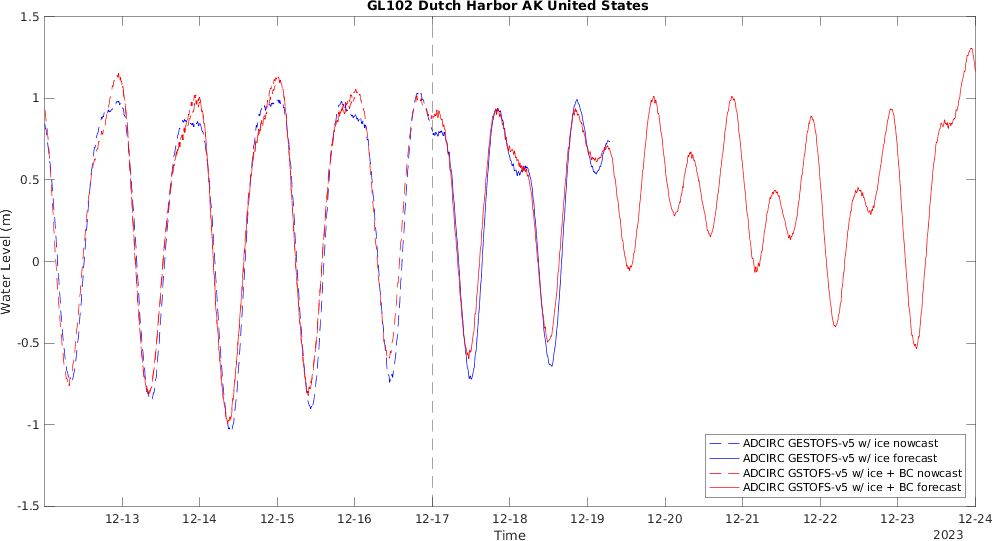 GL102 Dutch Harbor AK United States
Water Level (m)
1.5
1
0.5
0
-0.5
-1
-1.5
ADCIRC GESTOFS-v5 w/ ice nowcast
ADCIRC GESTOFS-v5 w/ ice forecast
ADCIRC GSTOFS-v5 w/ ice + BC nowcast
ADCIRC GSTOFS-v5 w/ ice + BC forecast
12-13 12-14 12-15 12-16 12-17 12-18 12-19 12-20 12-21 12-22 12-23 12-24
Time
2023